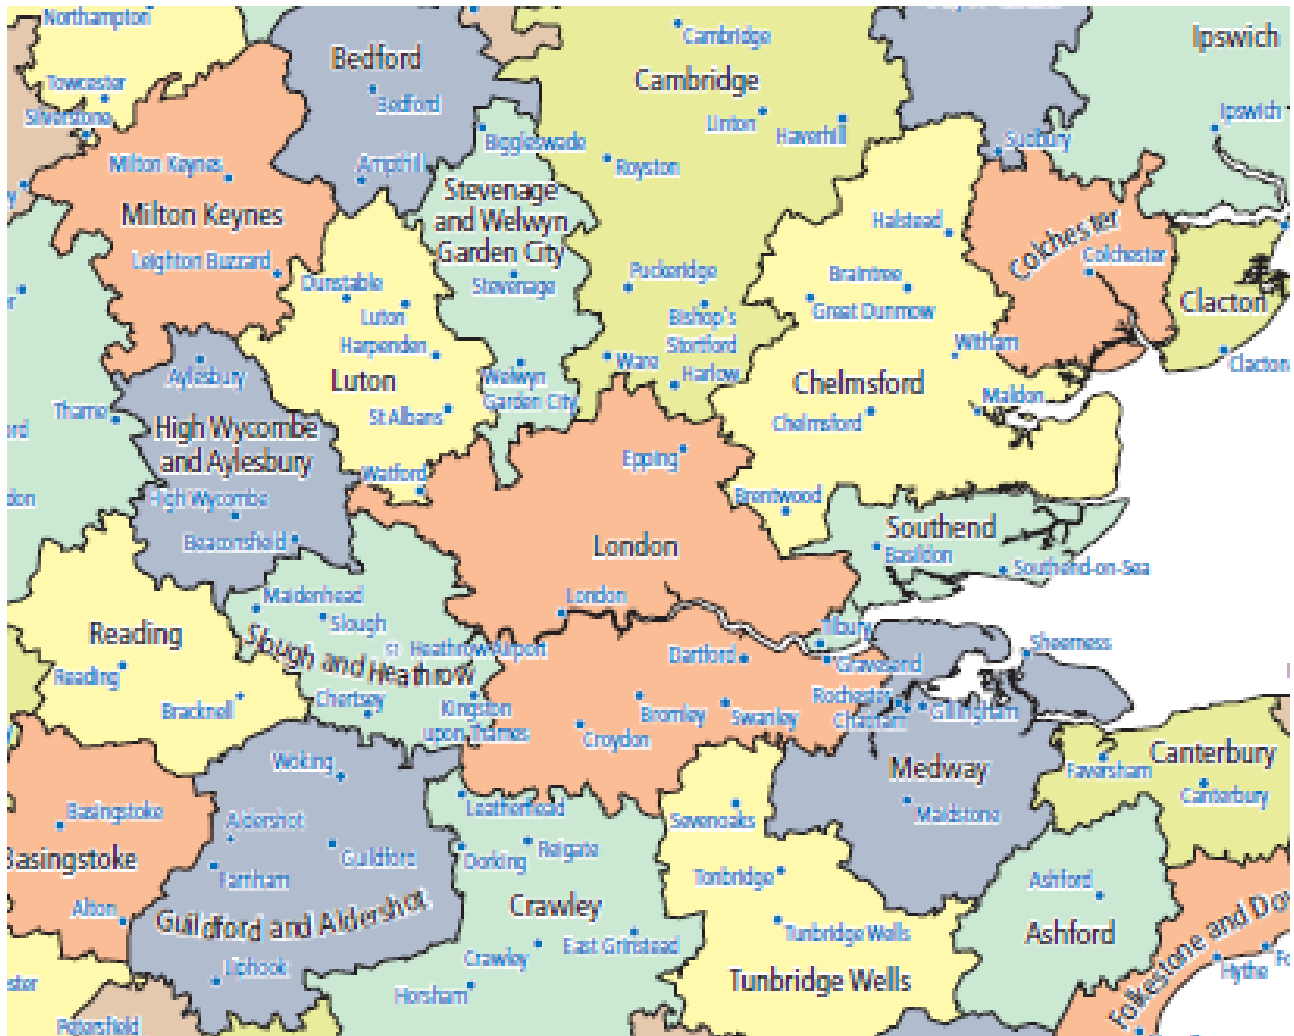 Northampton
Bedford
Cambridge
Ipswich
Cambridge
Towcester
Bedford
Linton
Ipswich
Silverstone
Haverhill
Sudbury
Biggleswade
Milton Keynes
Ampthill
Royston
Milton Keynes
Stevenage
and Welwyn
Garden City
Halstead
Colchester
Colchester
Leighton Buzzard
Dunstable
Stevenage
Puckeridge
Braintree
Clacton
Luton
Bishop's
Stortford
Great Dunmow
Harpenden
Witham
Aylesbury
Luton
Welwyn
Garden City
Ware
Harlow
Chelmsford
Clacton
Thame
St Albans
Chelmsford
Maldon
High Wycombe
and Aylesbury
Watford
Epping
High Wycombe
Brentwood
Beaconsfield
London
Southend
Basildon
Southend-on-Sea
Maidenhead
London
Reading
Slough
Tilbury
Slough and Heathrow
Heathrow Airport
Dartford
Gravesend
Sheerness
Reading
Chertsey
Kingston
upon Thames
Bromley
Swanley
Rochester
Chatham
Gillingham
Bracknell
Croydon
Woking
Medway
Canterbury
Faversham
Canterbury
Basingstoke
Leatherhead
Sevenoaks
Maidstone
Aldershot
Guildford
Dorking
Reigate
Basingstoke
Farnham
Tonbridge
Ashford
Alton
Guildford and Aldershot
Crawley
Ashford
Folkestone and Do
Tunbridge Wells
Crawley
East Grinstead
Liphook
Horsham
Tunbridge Wells
Hythe
Fo
Petersfield